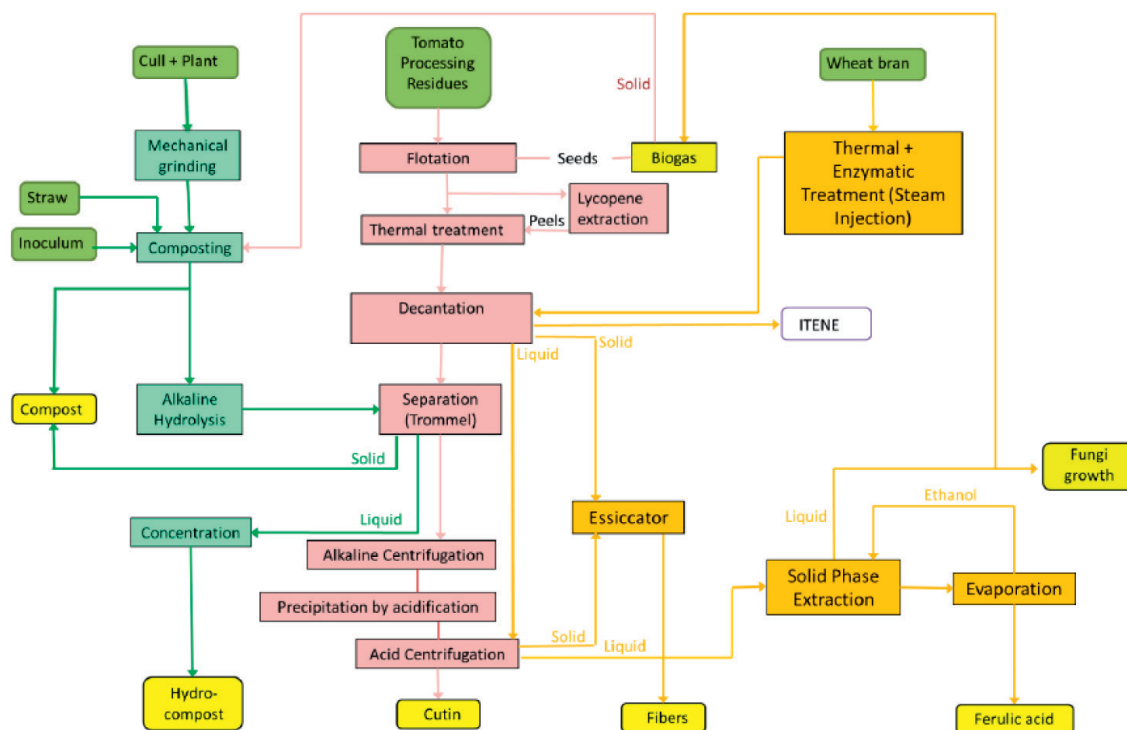 Cull + Plant
Tomato
Processing
Residues
Solid
Wheat bran
Mechanical
grinding
Flotation
Seeds
Biogas
Thermal +
Enzymatic
Treatment (Steam
Injection)
Straw
Lycopene
extraction
Peels
Thermal treatment
Inoculum
Composting
Decantation
ITENE
Solid
Liquid
Compost
Alkaline
Hydrolysis
Separation
(Trommel)
Solid
Fungi
growth
Ethanol
Liquid
Essiccator
Liquid
Concentration
Alkaline Centrifugation
Solid Phase
Extraction
Evaporation
Precipitation by acidification
Solid
Liquid
Acid Centrifugation
Hydro-
compost
Cutin
Fibers
Ferulic acid